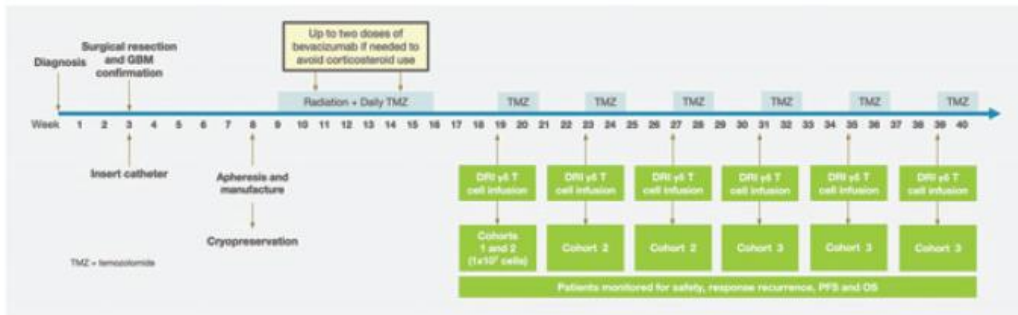 Up to two doses of
bevacizumab if needed to
avoid corticosteroid use
Surgical resection
and GBM
confirmation
Diagnosis
Radiation + Daily TMZ
TMZ
TMZ
TMZ
TMZ
TMZ
TMZ
Week 1 2 3 4 5 6 7 8 9 10 11 12 13 14 15 16 17 18 19 20 21 22 23 24 25 26 27 28 29 30 31 32 33 34 35 36 37 38 39 40
Insert catheter
Apheresis and
manufacture
Cryopreservation
DRI γδ T
cell infusion
DRI γδ T
cell infusion
DRI γδ T
cell infusion
DRI γδ T
cell infusion
DRI γδ T
cell infusion
DRI γδ T
cell infusion
Cohorts
1 and 2
(1x10⁷ cells)
Cohort 2
Cohort 2
Cohort 3
Cohort 3
Cohort 3
TMZ = temozolomide
Patients monitored for safety, response recurrence, PFS and OS